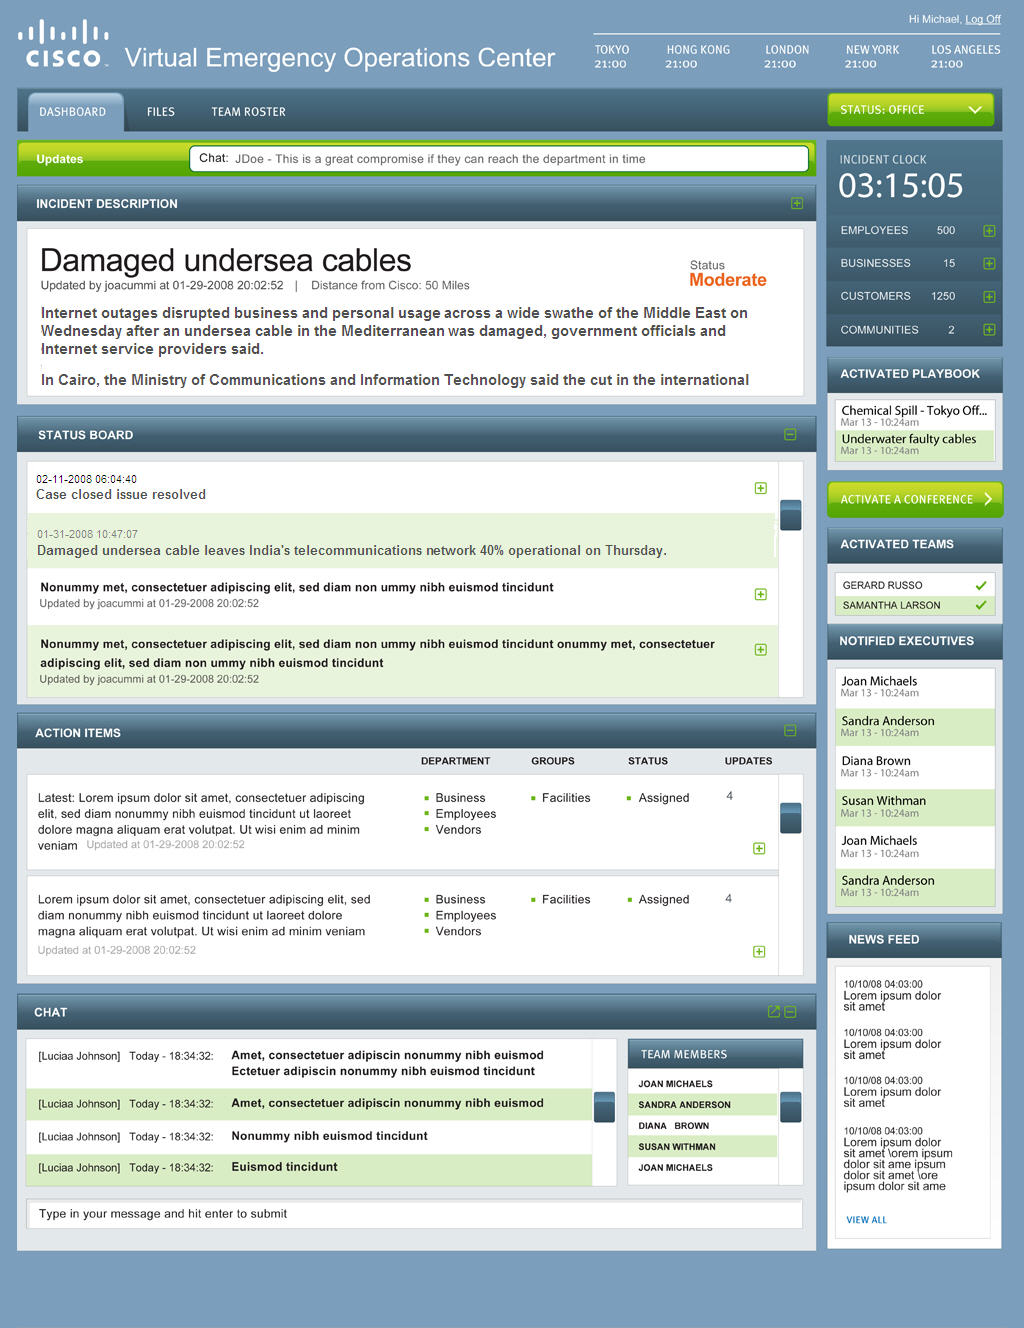 Hi Michael, Log Off
CISCO
Virtual Emergency Operations Center
TOKYO HONG KONG LONDON NEW YORK LOS ANGELES
21:00 21:00 21:00 21:00 21:00
DASHBOARD FILES TEAM ROSTER
STATUS: OFFICE
Updates
Chat: JDoe - This is a great compromise if they can reach the department in time
INCIDENT DESCRIPTION
Damaged undersea cables
Updated by joacummi at 01-29-2008 20:02:52 | Distance from Cisco: 50 Miles
Status
Moderate
Internet outages disrupted business and personal usage across a wide swathe of the Middle East on
Wednesday after an undersea cable in the Mediterranean was damaged, government officials and
Internet service providers said.
In Cairo, the Ministry of Communications and Information Technology said the cut in the international
STATUS BOARD
02-11-2008 06:04:40
Case closed issue resolved
01-31-2008 10:47:07
Damaged undersea cable leaves India's telecommunications network 40% operational on Thursday.
Nonummy met, consectetuer adipiscing elit, sed diam non ummy nibh euismod tincidunt
Updated by joacummi at 01-29-2008 20:02:52
Nonummy met, consectetuer adipiscing elit, sed diam non ummy nibh euismod tincidunt onummy met, consectetuer
adipiscing elit, sed diam non ummy nibh euismod tincidunt
Updated by joacummi at 01-29-2008 20:02:52
ACTION ITEMS
DEPARTMENT GROUPS STATUS UPDATES
Latest: Lorem ipsum dolor sit amet, consectetuer adipiscing
elit, sed diam nonummy nibh euismod tincidunt ut laoreet
dolore magna aliquam erat volutpat. Ut wisi enim ad minim
veniam Updated at 01-29-2008 20:02:52
Business
Employees
Vendors
Facilities
Assigned
4
Lorem ipsum dolor sit amet, consectetuer adipiscing elit, sed
diam nonummy nibh euismod tincidunt ut laoreet dolore
magna aliquam erat volutpat. Ut wisi enim ad minim veniam
Updated at 01-29-2008 20:02:52
Business
Employees
Vendors
Facilities
Assigned
4
CHAT
[Luciaa Johnson] Today - 18:34:32: Amet, consectetuer adipiscin nonummy nibh euismod
Ectetuer adipiscin nonummy nibh euismod tincidunt
[Luciaa Johnson] Today - 18:34:32: Amet, consectetuer adipiscin nonummy nibh euismod
[Luciaa Johnson] Today - 18:34:32: Nonummy nibh euismod tincidunt
[Luciaa Johnson] Today - 18:34:32: Euismod tincidunt
TEAM MEMBERS
JOAN MICHAELS
SANDRA ANDERSON
DIANA BROWN
SUSAN WITHMAN
JOAN MICHAELS
Type in your message and hit enter to submit
INCIDENT CLOCK
03:15:05
EMPLOYEES 500
BUSINESSES 15
CUSTOMERS 1250
COMMUNITIES 2
ACTIVATED PLAYBOOK
Chemical Spill - Tokyo Off...
Mar 13 - 10:24am
Underwater faulty cables
Mar 13 - 10:24am
ACTIVATE A CONFERENCE
ACTIVATED TEAMS
GERARD RUSSO
SAMANTHA LARSON
NOTIFIED EXECUTIVES
Joan Michaels
Mar 13 - 10:24am
Sandra Anderson
Mar 13 - 10:24am
Diana Brown
Mar 13 - 10:24am
Susan Withman
Mar 13 - 10:24am
Joan Michaels
Mar 13 - 10:24am
Sandra Anderson
Mar 13 - 10:24am
NEWS FEED
10/10/08 04:03:00
Lorem ipsum dolor
sit amet
10/10/08 04:03:00
Lorem ipsum dolor
sit amet
10/10/08 04:03:00
Lorem ipsum dolor
sit amet
10/10/08 04:03:00
Lorem ipsum dolor
sit amet \orem ipsum
dolor sit ame ipsum
dolor sit amet \ore
ipsum dolor sit ame
VIEW ALL